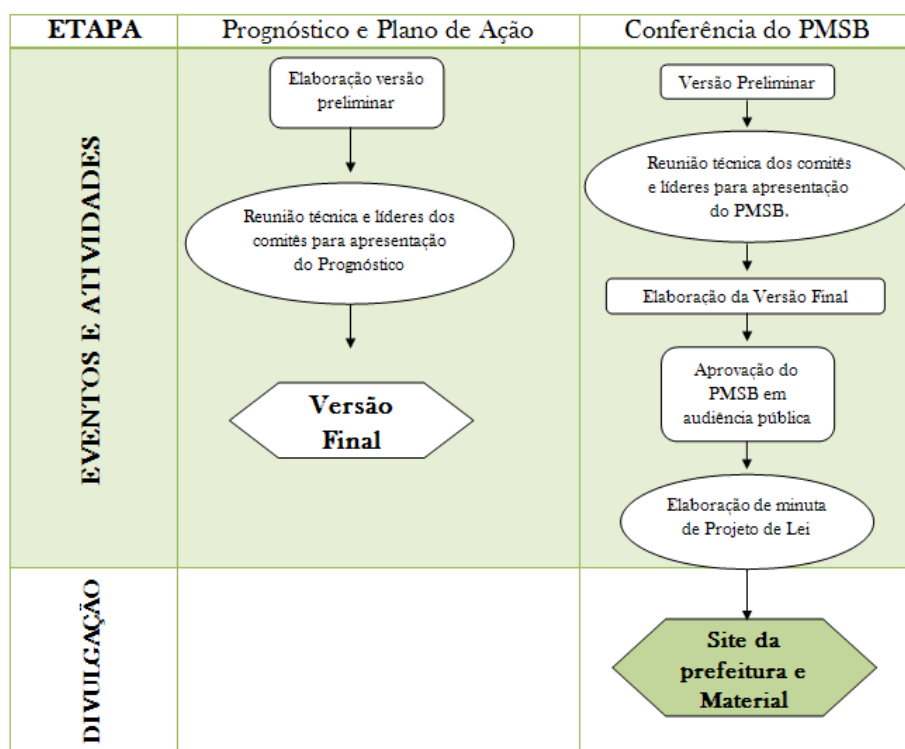 ETAPA
Prognóstico e Plano de Ação
Conferência do PMSB
EVENTOS E ATIVIDADES
Elaboração versão
preliminar
Reunião técnica e líderes dos
comitês para apresentação
do Prognóstico
Versão
Final
Versão Preliminar
Reunião técnica dos comitês
e líderes para apresentação
do PMSB.
Elaboração da Versão Final
Aprovação do
PMSB em
audiência pública
Elaboração de minuta
de Projeto de Lei
DIVULGAÇÃO
Site da
prefeitura e
Material